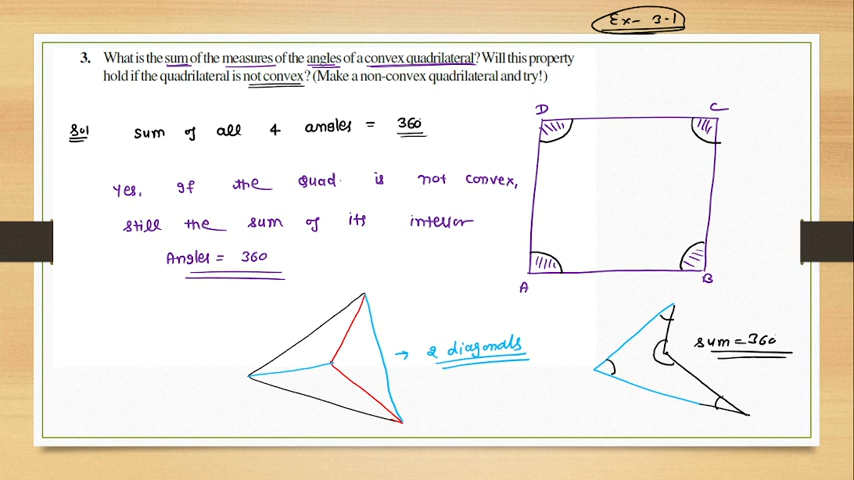 Ex- 3.1
3. What is the sum of the measures of the angles of a convex quadrilateral? Will this property
hold if the quadrilateral is not convex? (Make a non-convex quadrilateral and try!)
Sol sum of all 4 angles = 360
Yes, If the Quad. is not convex,
still the sum of its interior
Angles = 360
D
C
A
B
→ 2 diagonals
sum = 360